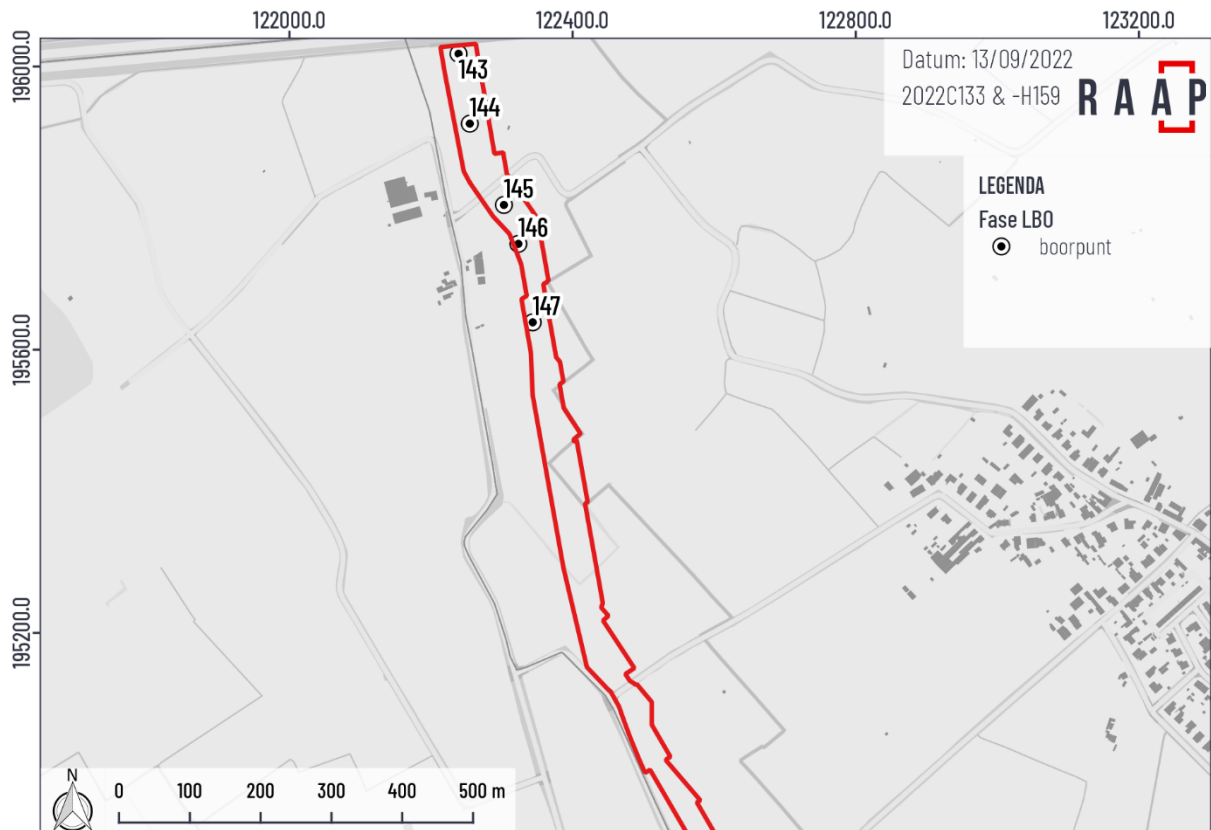 122000.0 122400.0 122800.0 123200.0
196000.0
195600.0
195200.0
Datum: 13/09/2022
2022C133 & -H159
RAAP
LEGENDA
Fase LBO
boorpunt
143
144
145
146
147
N
0 100 200 300 400 500 m